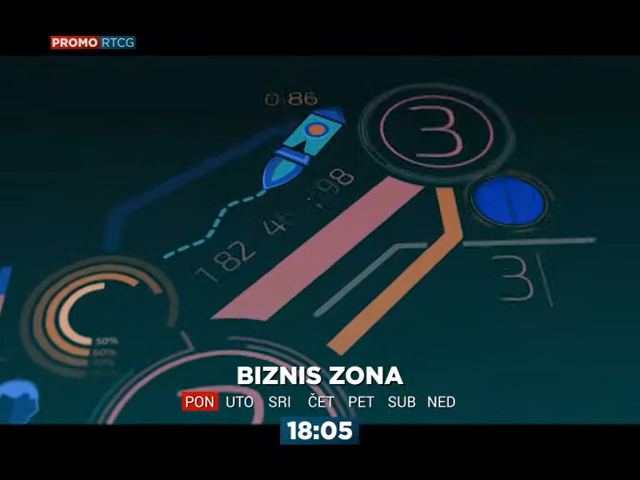 PROMO RTCG
0:86
3
182 46 98
3
50%
60%
BIZNIS ZONA
PON UTO SRI ČET PET SUB NED
18:05